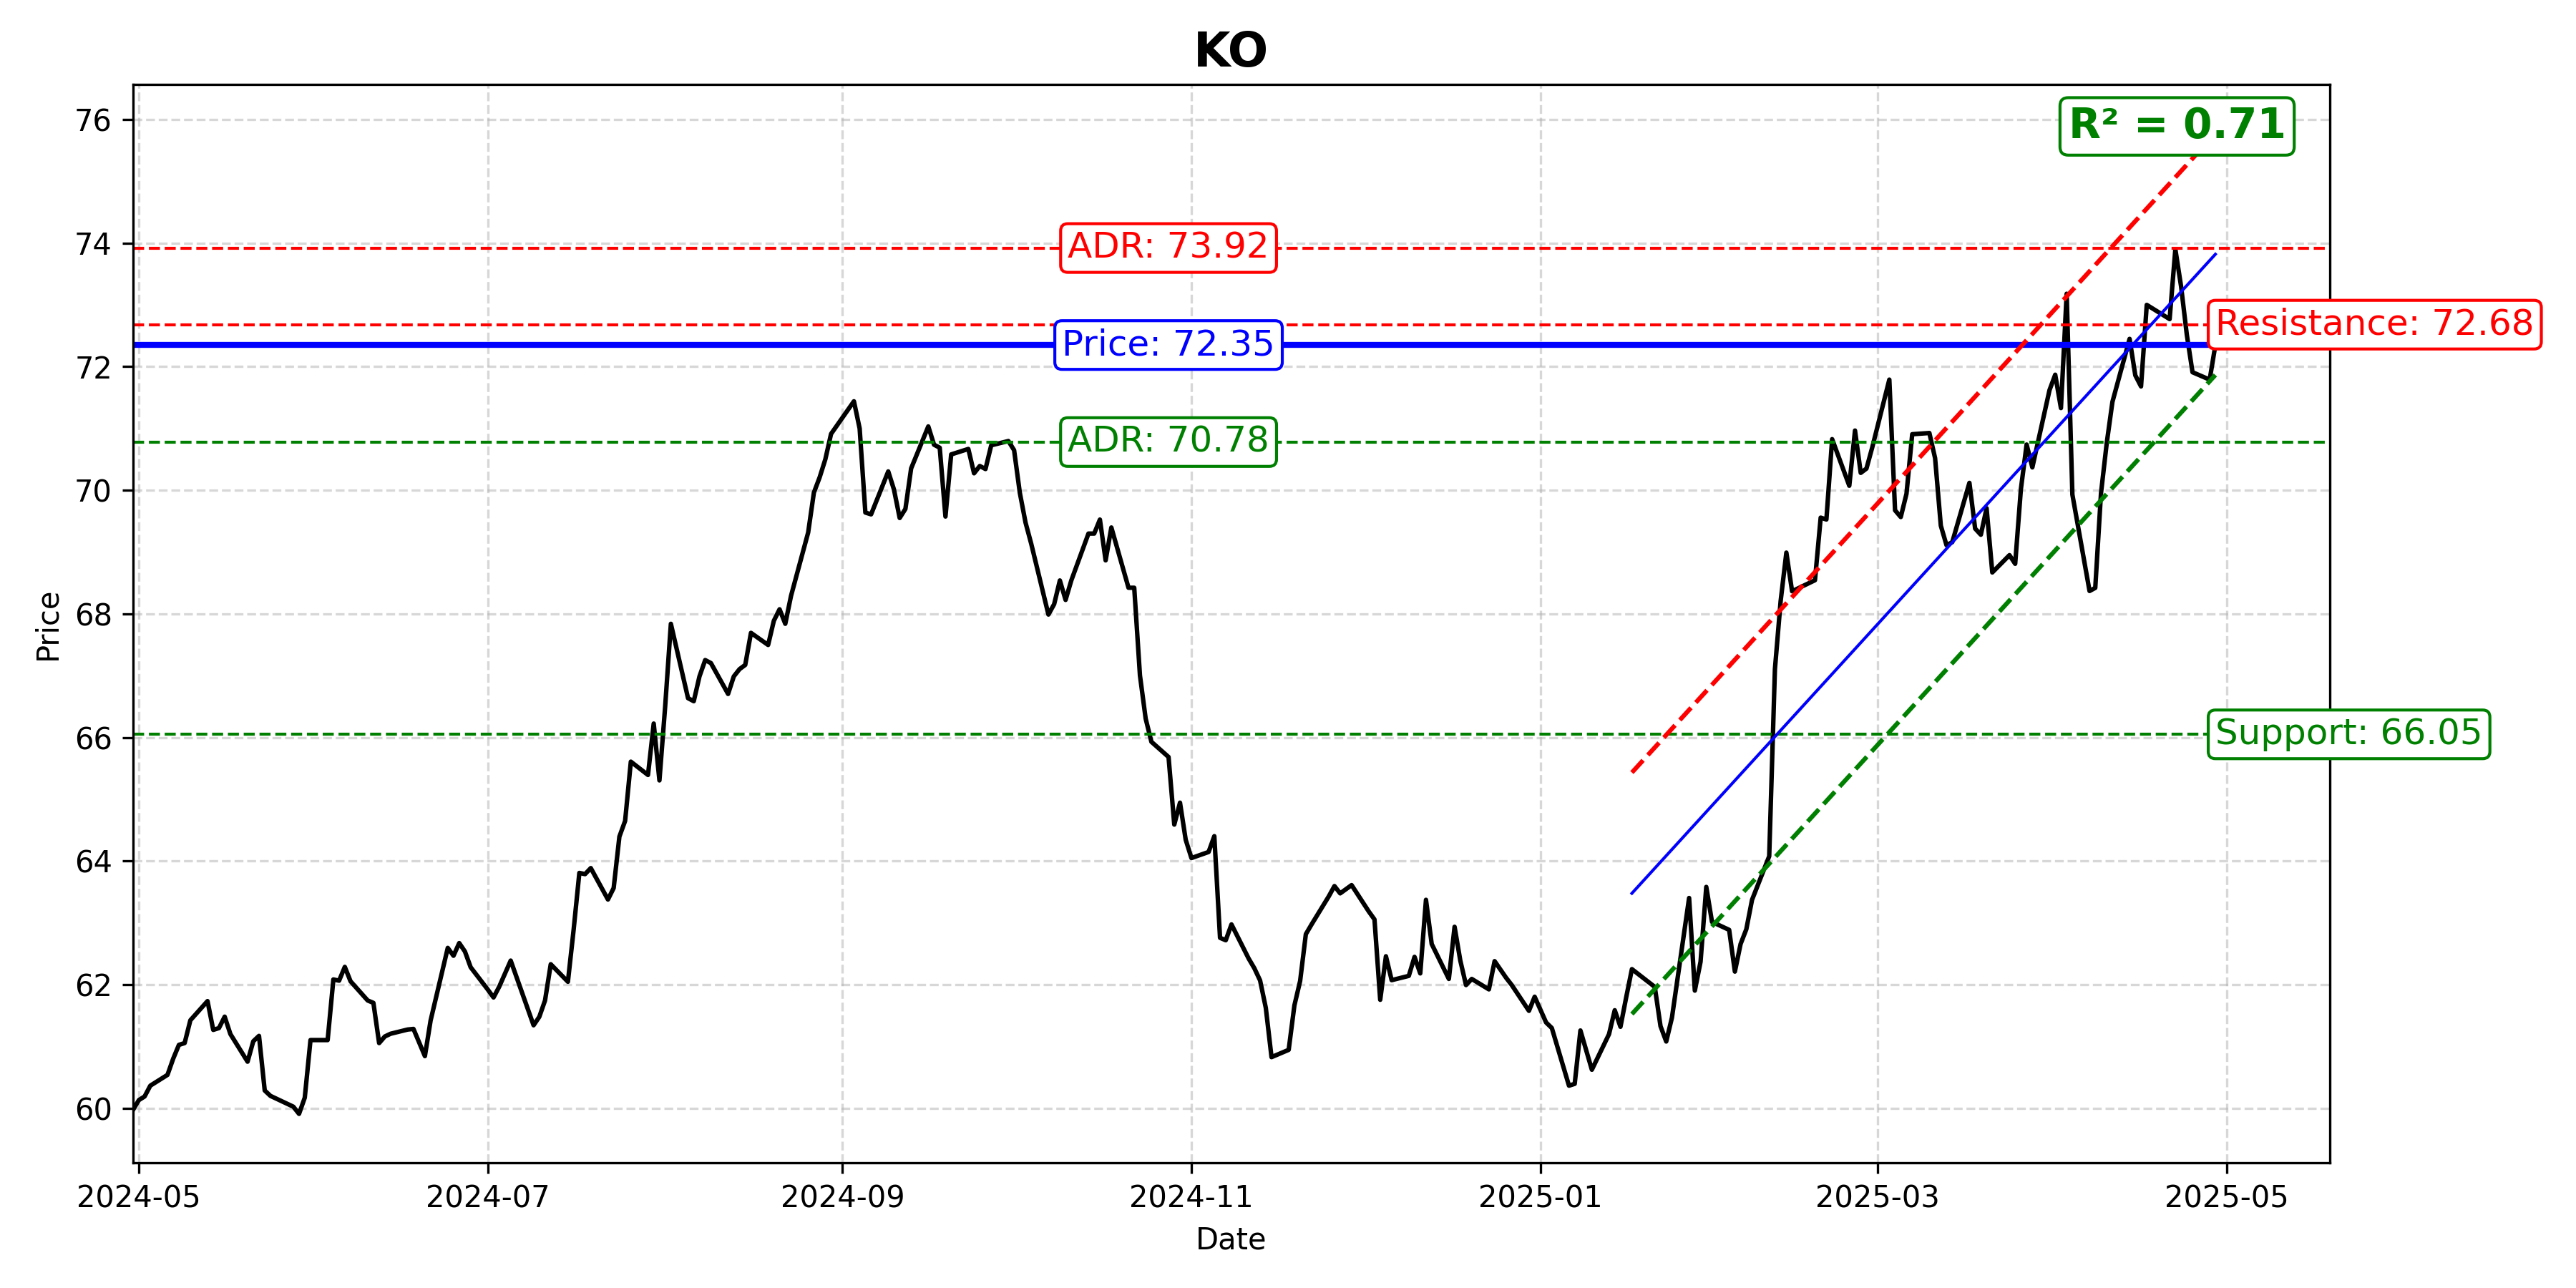 KO
R² = 0.71
76
74
72
70
68
66
64
62
60
Price
ADR: 73.92
Resistance: 72.68
Price: 72.35
ADR: 70.78
Support: 66.05
2024-05
2024-07
2024-09
2024-11
2025-01
2025-03
2025-05
Date